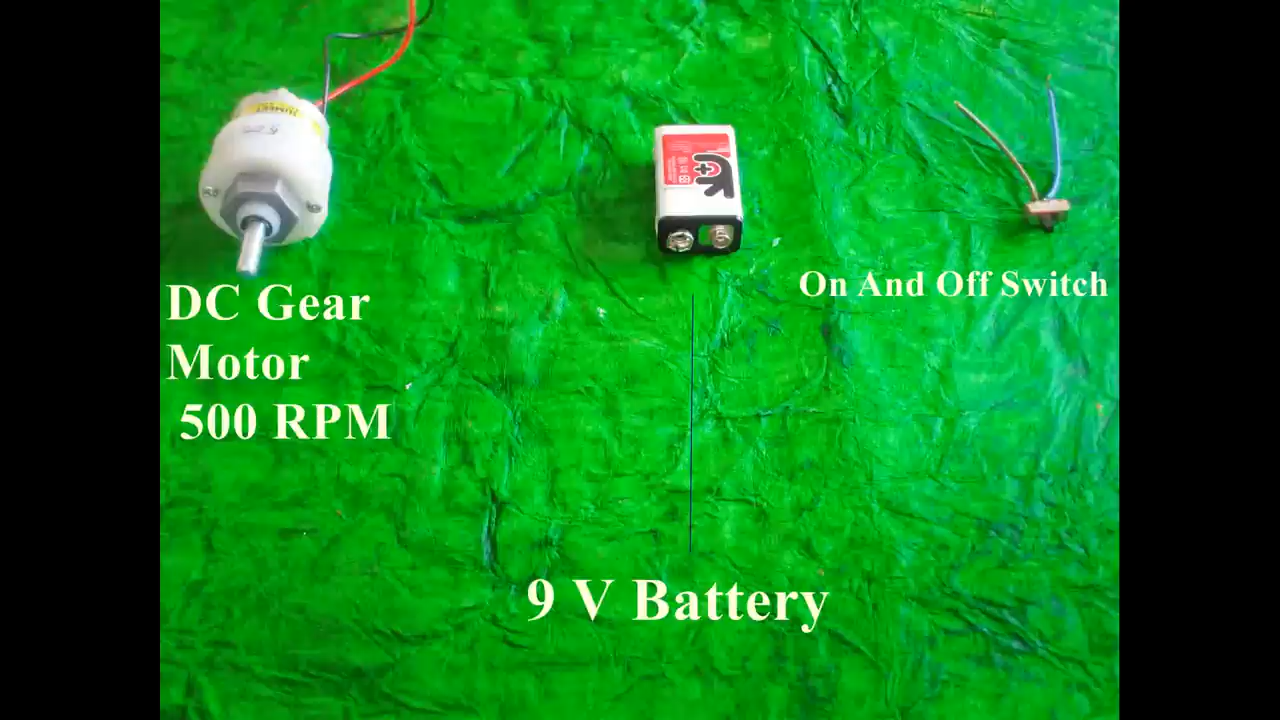 DC Gear
Motor
500 RPM
On And Off Switch
9 V Battery